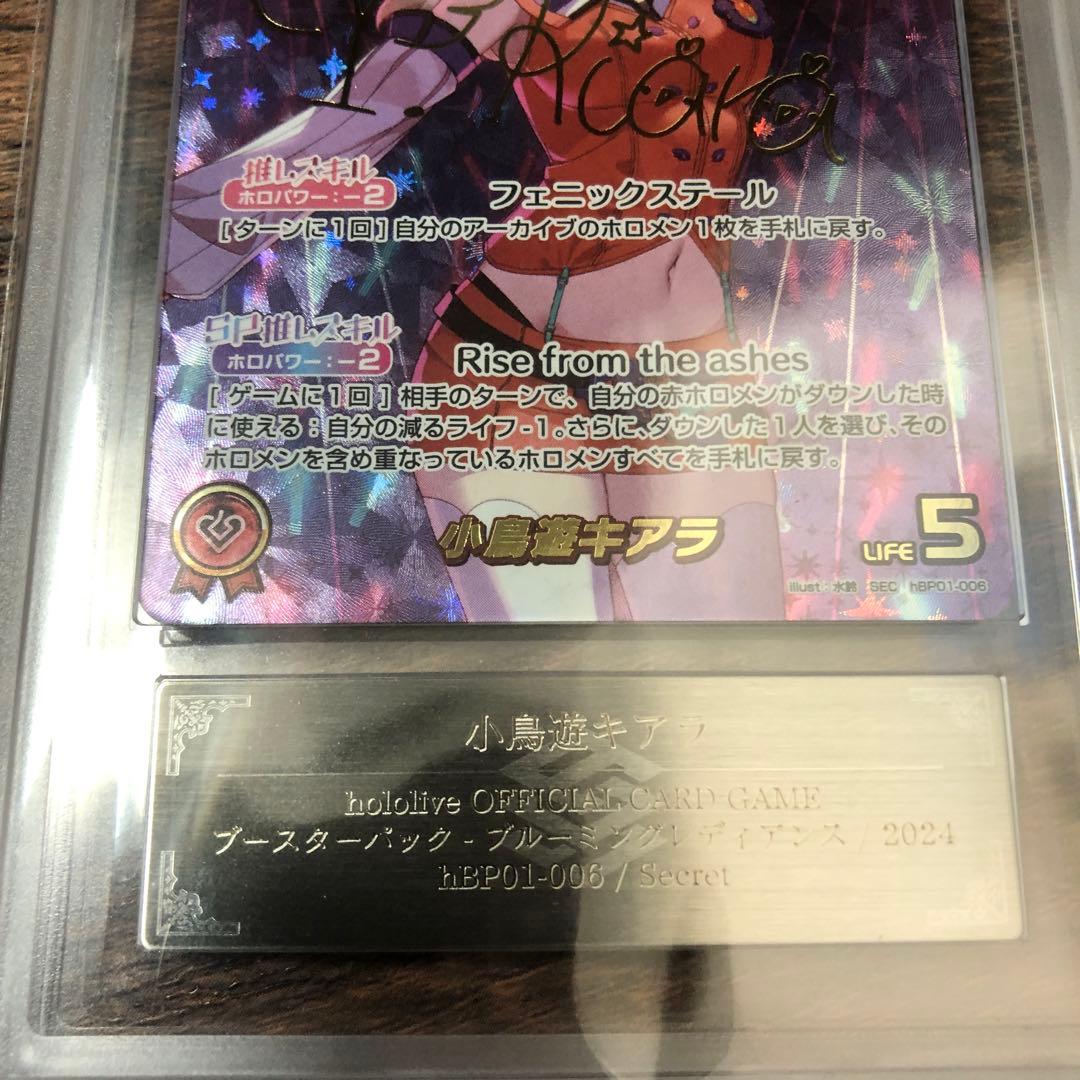 T. Kiara
推しスキル
ホロパワー：－2
フェニックステール
[ ターンに1回 ] 自分のアーカイブのホロメン1枚を手札に戻す。
SP推しスキル
ホロパワー：－2
Rise from the ashes
[ ゲームに1回 ] 相手のターンで、自分の赤ホロメンがダウンした時
に使える：自分の減るライフ-1。さらに、ダウンした1人を選び、その
ホロメンを含め重なっているホロメンすべてを手札に戻す。
小鳥遊キアラ
LIFE 5
illust：水鈴 SEC hBP01-006
小鳥遊キアラ
hololive OFFICIAL CARD GAME
ブースターパック - ブルーミングレディアンス / 2024
hBP01-006 / Secret